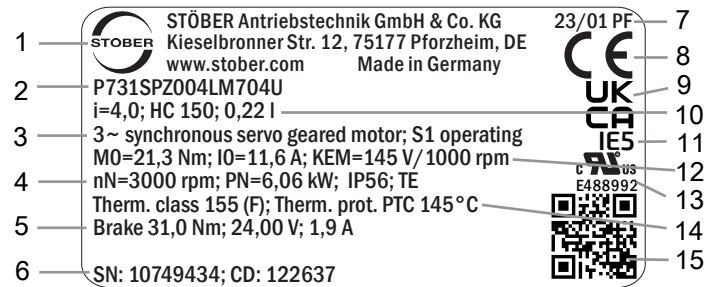 STÖBER Antriebstechnik GmbH & Co. KG 23/01 PF 7
1 STÖBER Kieselbronner Str. 12, 75177 Pforzheim, DE CE 8
www.stober.com Made in Germany
2 P731SPZ004LM704U UK 9
i=4,0; HC 150; 0,22 l CA 10
3 3~ synchronous servo geared motor; S1 operating IE5 11
M0=21,3 Nm; I0=11,6 A; KEM=145 V/1000 rpm c RU US 12
4 nN=3000 rpm; PN=6,06 kW; IP56; TE E488992 13
Therm. class 155 (F); Therm. prot. PTC 145°C 14
5 Brake 31,0 Nm; 24,00 V; 1,9 A
15
6 SN: 10749434; CD: 122637